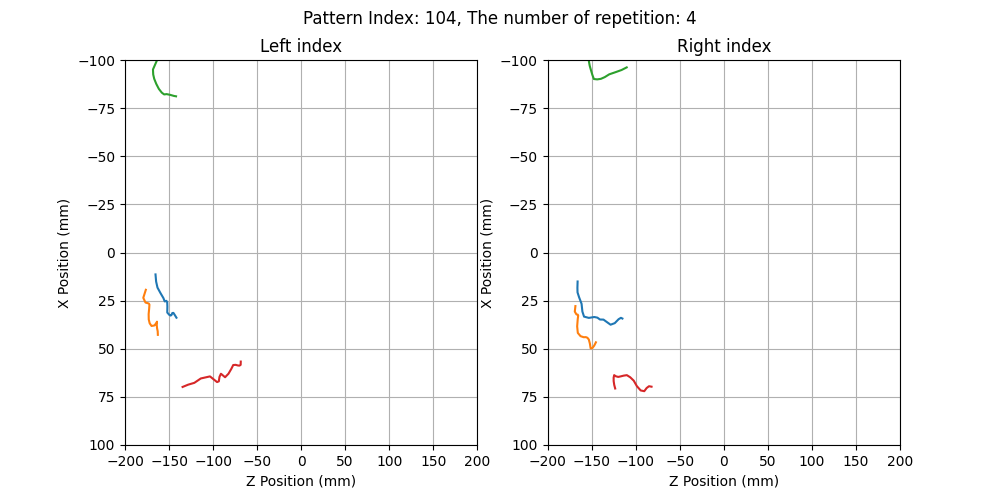 Pattern Index: 104, The number of repetition: 4
Left index
Right index
−100
−75
−50
−25
0
25
50
75
100
X Position (mm)
−200 −150 −100 −50 0 50 100 150 200
Z Position (mm)
−100
−75
−50
−25
0
25
50
75
100
X Position (mm)
−200 −150 −100 −50 0 50 100 150 200
Z Position (mm)